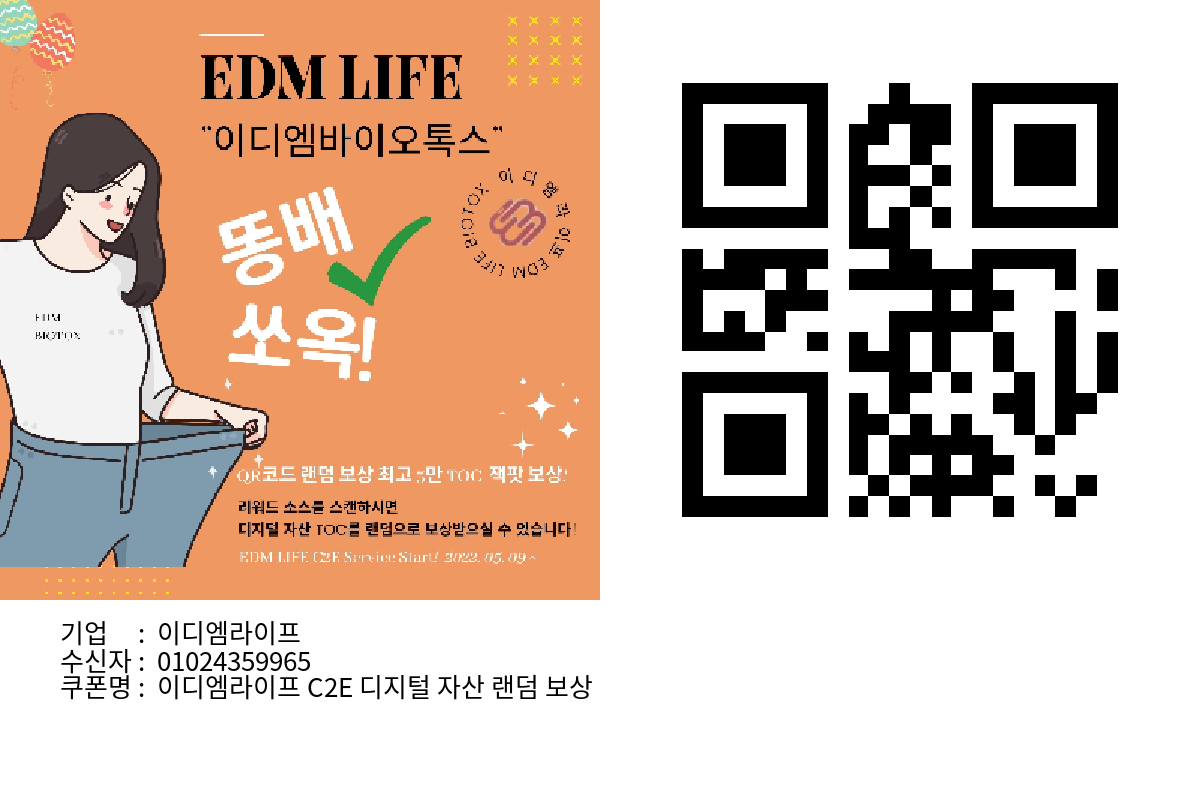 EDM LIFE
"이디엠바이오톡스"
이디엠라이프 EDM LIFE BIOTOX
똥배
쏘옥!
EDM
BIOTOX
QR코드 랜덤 보상 최고 5만 TOC 잭팟 보상!
리워드 소스를 스캔하시면
디지털 자산 TOC를 랜덤으로 보상받으실 수 있습니다!
EDM LIFE C2E Service Start! 2022. 05. 09 ~
기업 : 이디엠라이프
수신자 : 01024359965
쿠폰명 : 이디엠라이프 C2E 디지털 자산 랜덤 보상